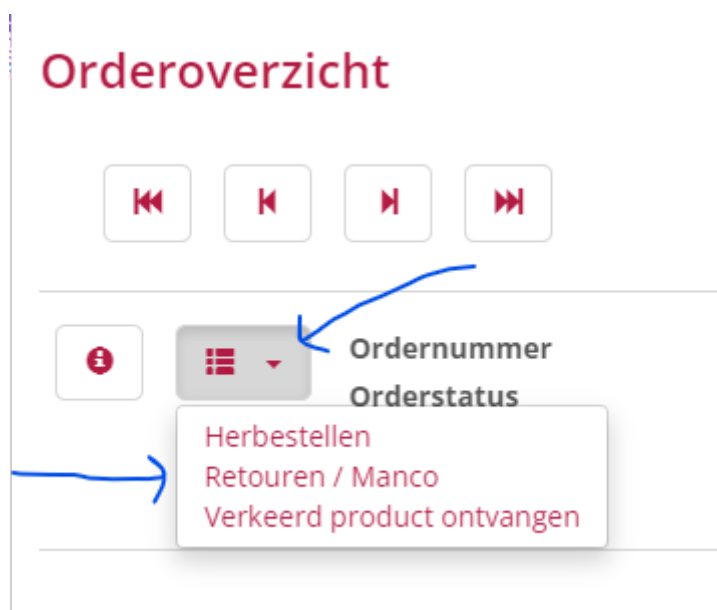 Orderoverzicht
Ordernummer
Orderstatus
Herbestellen
Retouren / Manco
Verkeerd product ontvangen